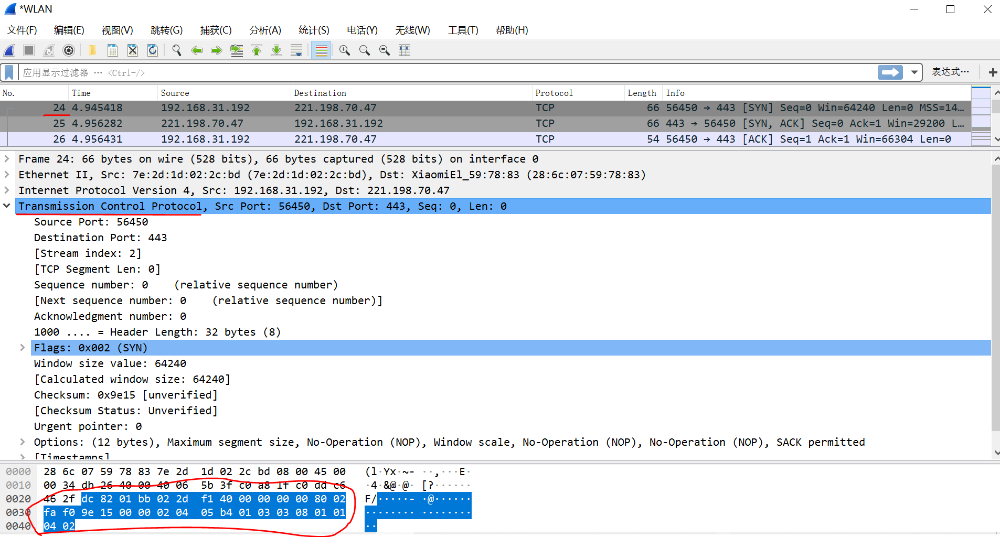 *WLAN
文件(F) 编辑(E) 视图(V) 跳转(G) 捕获(C) 分析(A) 统计(S) 电话(Y) 无线(W) 工具(T) 帮助(H)
应用显示过滤器 … <Ctrl-/> 表达式…
No. Time Source Destination Protocol Length Info
24 4.945418 192.168.31.192 221.198.70.47 TCP 66 56450 → 443 [SYN] Seq=0 Win=64240 Len=0 MSS=14…
25 4.956282 221.198.70.47 192.168.31.192 TCP 66 443 → 56450 [SYN, ACK] Seq=0 Ack=1 Win=29200 L…
26 4.956431 192.168.31.192 221.198.70.47 TCP 54 56450 → 443 [ACK] Seq=1 Ack=1 Win=66304 Len=0
Frame 24: 66 bytes on wire (528 bits), 66 bytes captured (528 bits) on interface 0
Ethernet II, Src: 7e:2d:1d:02:2c:bd (7e:2d:1d:02:2c:bd), Dst: XiaomiEl_59:78:83 (28:6c:07:59:78:83)
Internet Protocol Version 4, Src: 192.168.31.192, Dst: 221.198.70.47
Transmission Control Protocol, Src Port: 56450, Dst Port: 443, Seq: 0, Len: 0
Source Port: 56450
Destination Port: 443
[Stream index: 2]
[TCP Segment Len: 0]
Sequence number: 0 (relative sequence number)
[Next sequence number: 0 (relative sequence number)]
Acknowledgment number: 0
1000 .... = Header Length: 32 bytes (8)
Flags: 0x002 (SYN)
Window size value: 64240
[Calculated window size: 64240]
Checksum: 0x9e15 [unverified]
[Checksum Status: Unverified]
Urgent pointer: 0
Options: (12 bytes), Maximum segment size, No-Operation (NOP), Window scale, No-Operation (NOP), No-Operation (NOP), SACK permitted
[Timestamps]
0000 28 6c 07 59 78 83 7e 2d 1d 02 2c bd 08 00 45 00 (l·Yx·~- ··,···E·
0010 00 34 db 26 40 00 40 06 5b 3f c0 a8 1f c0 dd c6 ·4·&@·@· [?······
0020 46 2f dc 82 01 bb 02 2d f1 40 00 00 00 00 80 02 F/·····- ·@······
0030 fa f0 9e 15 00 00 02 04 05 b4 01 03 03 08 01 01 ········ ········
0040 04 02 ··